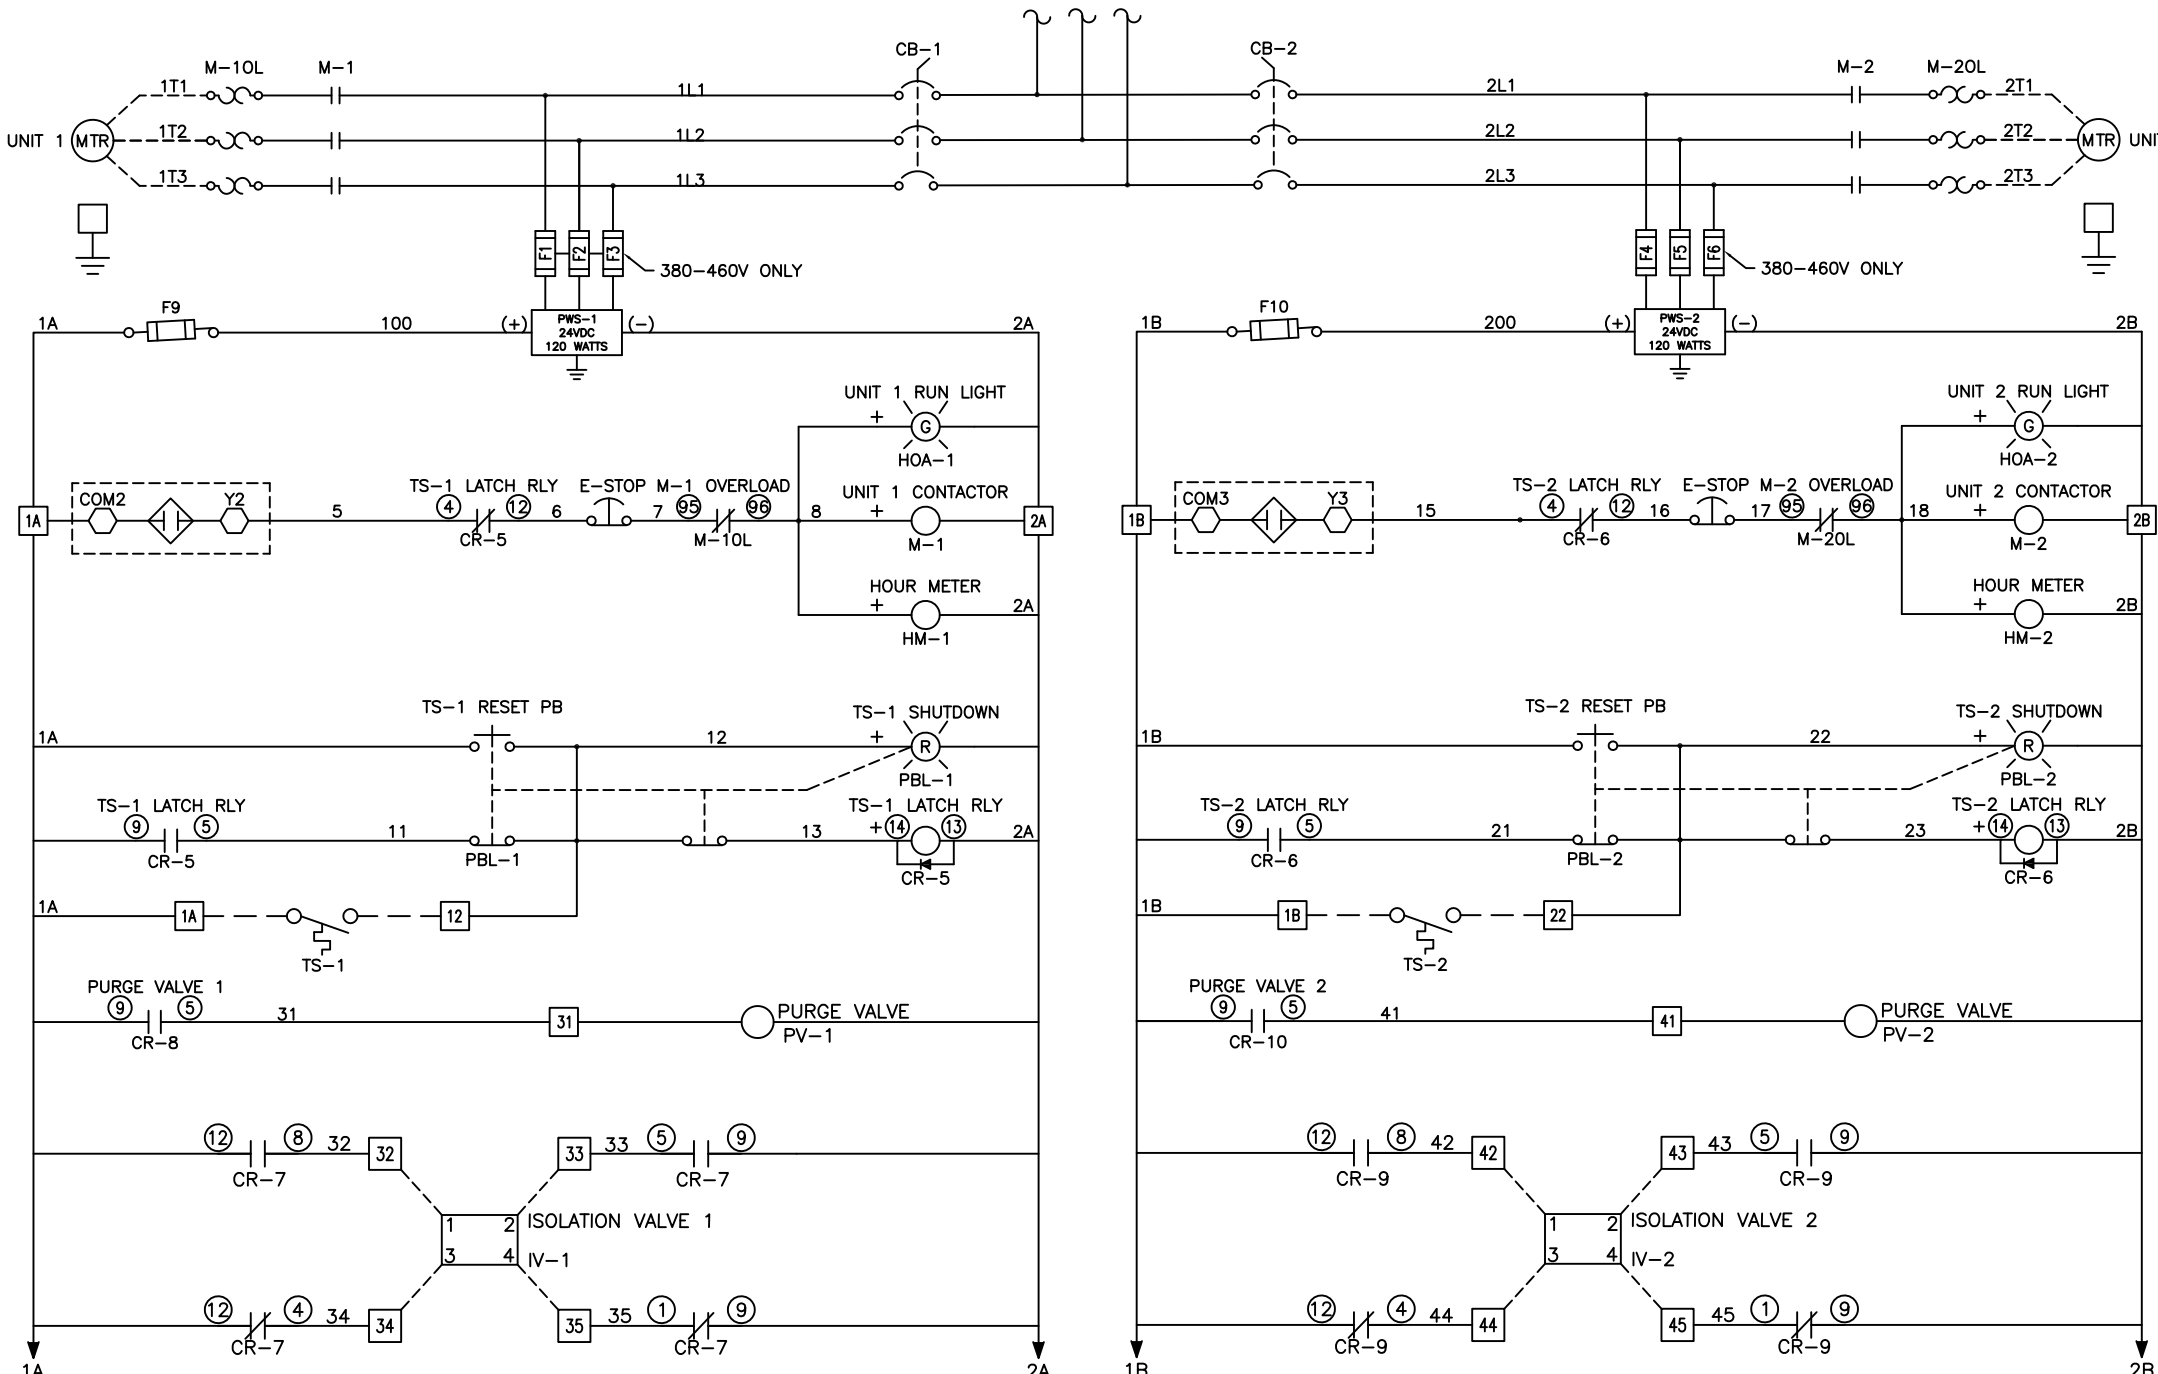 CB-1 CB-2
M-1OL M-1 M-2 M-2OL
1T1 1L1 2L1 2T1
UNIT 1 MTR 1T2 1L2 2L2 2T2 MTR UNI
1T3 1L3 2L3 2T3
F1 F2 F3 F4 F5 F6
380-460V ONLY 380-460V ONLY
F9 F10
1A 100 (+) PWS-1 (-) 2A 1B 200 (+) PWS-2 (-) 2B
24VDC 24VDC
120 WATTS 120 WATTS
UNIT 1 RUN LIGHT UNIT 2 RUN LIGHT
+ G + G
HOA-1 HOA-2
COM2 Y2 TS-1 LATCH RLY E-STOP M-1 OVERLOAD UNIT 1 CONTACTOR
1A 5 4 12 6 7 95 96 8 + 2A
CR-5 M-1OL M-1
COM3 Y3 TS-2 LATCH RLY E-STOP M-2 OVERLOAD UNIT 2 CONTACTOR
1B 15 4 12 16 17 95 96 18 + 2B
CR-6 M-2OL M-2
HOUR METER HOUR METER
+ 2A + 2B
HM-1 HM-2
TS-1 RESET PB TS-1 SHUTDOWN TS-2 RESET PB TS-2 SHUTDOWN
1A 12 + R 1B 22 + R
PBL-1 PBL-2
TS-1 LATCH RLY TS-1 LATCH RLY TS-2 LATCH RLY TS-2 LATCH RLY
9 5 11 13 + 14 13 2A 9 5 21 23 + 14 13 2B
CR-5 PBL-1 CR-5 CR-6 PBL-2 CR-6
1A 1A 12 1B 1B 22
TS-1 TS-2
PURGE VALVE 1 PURGE VALVE 2
9 5 31 31 PURGE VALVE 9 5 41 41 PURGE VALVE
CR-8 PV-1 CR-10 PV-2
12 8 32 32 33 33 5 9 12 8 42 42 43 43 5 9
CR-7 CR-7 CR-9 CR-9
1 2 ISOLATION VALVE 1 1 2 ISOLATION VALVE 2
3 4 IV-1 3 4 IV-2
12 4 34 34 35 35 1 9 12 4 44 44 45 45 1 9
CR-7 CR-7 CR-9 CR-9
1A 2A 1B 2B